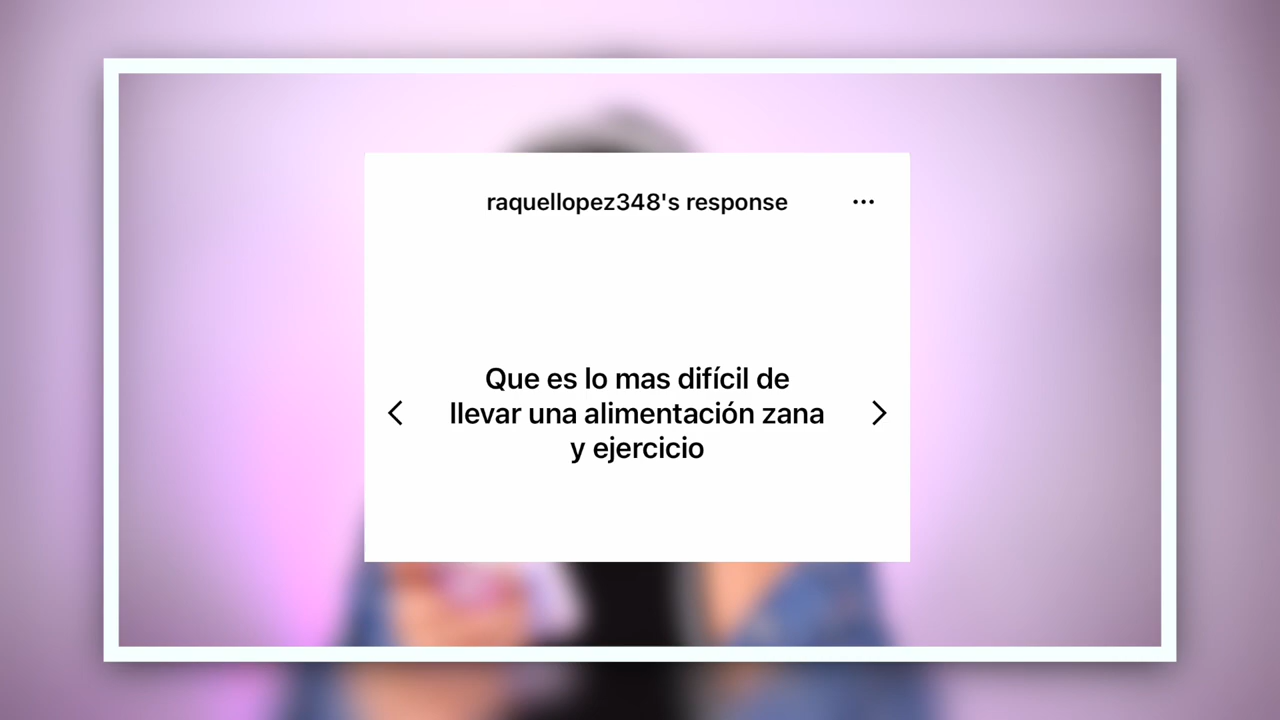 raquellopez348's response
Que es lo mas difícil de
llevar una alimentación zana
y ejercicio